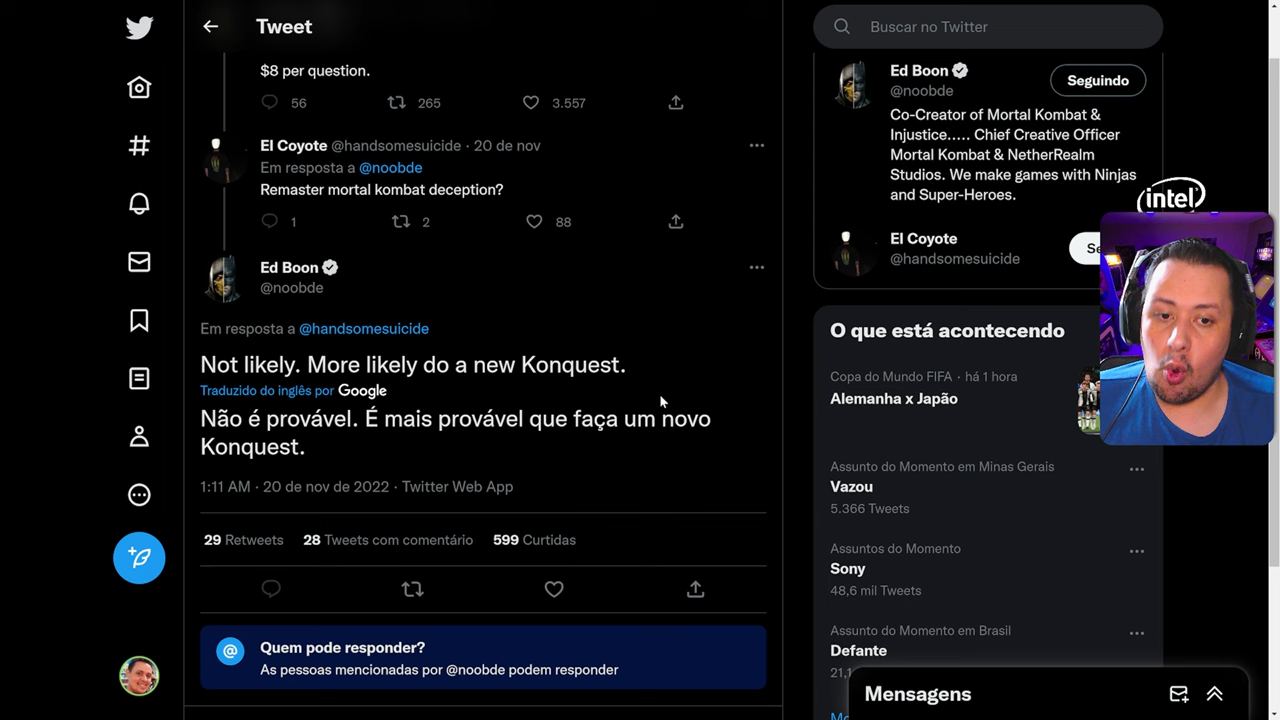 Tweet
$8 per question.
56
265
3.557
El Coyote @handsomesuicide · 20 de nov
Em resposta a @noobde
Remaster mortal kombat deception?
1
2
88
Ed Boon
@noobde
Em resposta a @handsomesuicide
Not likely. More likely do a new Konquest.
Traduzido do inglês por Google
Não é provável. É mais provável que faça um novo
Konquest.
1:11 AM · 20 de nov de 2022 · Twitter Web App
29 Retweets 28 Tweets com comentário 599 Curtidas
Quem pode responder?
As pessoas mencionadas por @noobde podem responder
Buscar no Twitter
Ed Boon
@noobde
Seguindo
Co-Creator of Mortal Kombat &
Injustice..... Chief Creative Officer
Mortal Kombat & NetherRealm
Studios. We make games with Ninjas
and Super-Heroes.
intel
El Coyote
@handsomesuicide
Se
O que está acontecendo
Copa do Mundo FIFA · há 1 hora
Alemanha x Japão
Assunto do Momento em Minas Gerais
Vazou
5.366 Tweets
Assuntos do Momento
Sony
48,6 mil Tweets
Assunto do Momento em Brasil
Defante
21,1
Mensagens